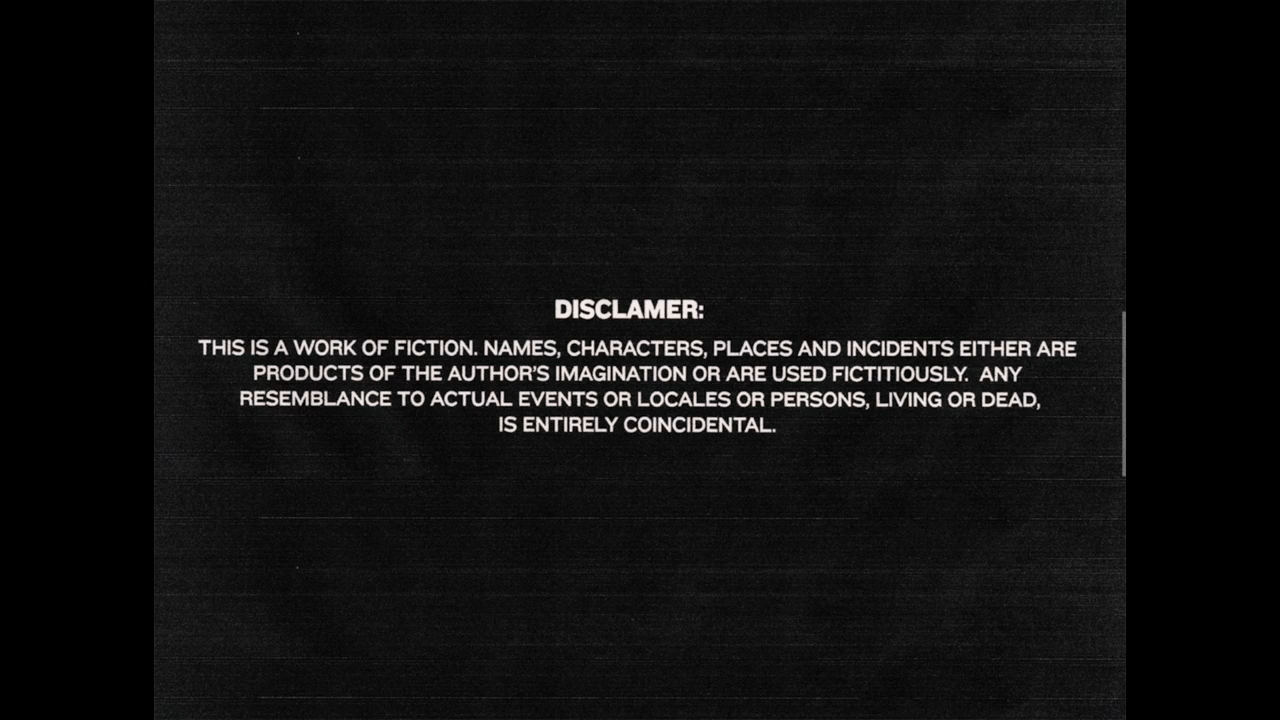 DISCLAMER:
THIS IS A WORK OF FICTION. NAMES, CHARACTERS, PLACES AND INCIDENTS EITHER ARE
PRODUCTS OF THE AUTHOR'S IMAGINATION OR ARE USED FICTITIOUSLY.  ANY
RESEMBLANCE TO ACTUAL EVENTS OR LOCALES OR PERSONS, LIVING OR DEAD,
IS ENTIRELY COINCIDENTAL.